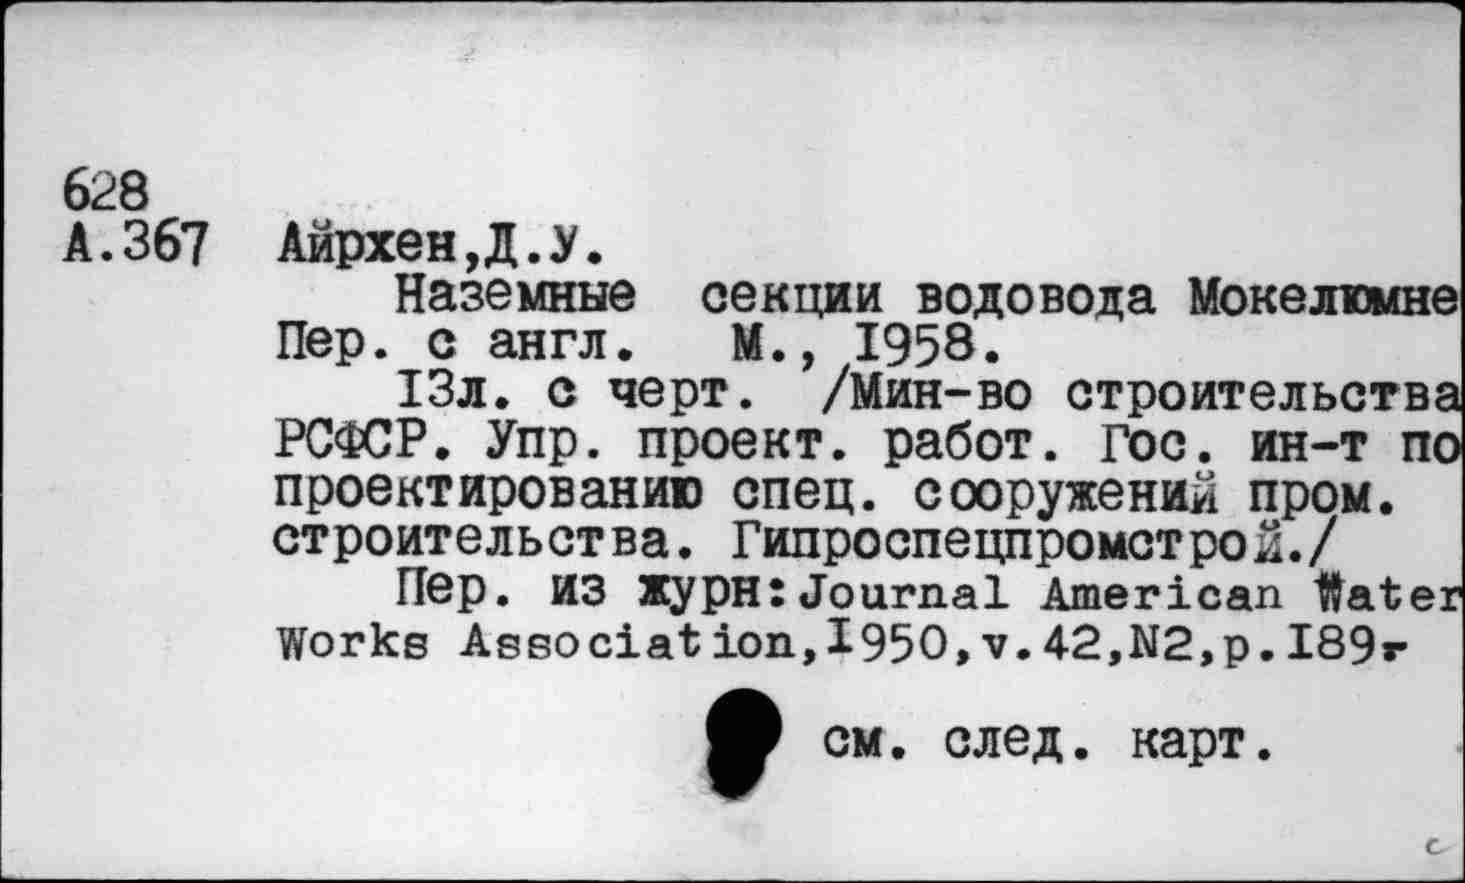 628
А.367 Айрхен,Д.У.
Наземные секции водовода Мокелюмне
Пер. с англ. М., 1958.
13л. с черт. /Мин-во строительства
РСФСР. Упр. проект. работ. Гос. ин-т по
проектированию спец. сооружений пром.
строительства. Гипроспецпромстрой./
Пер. из журн:Journal American Water
Works Association,1950,v.42,N2,p.189г
см. след. карт.
с